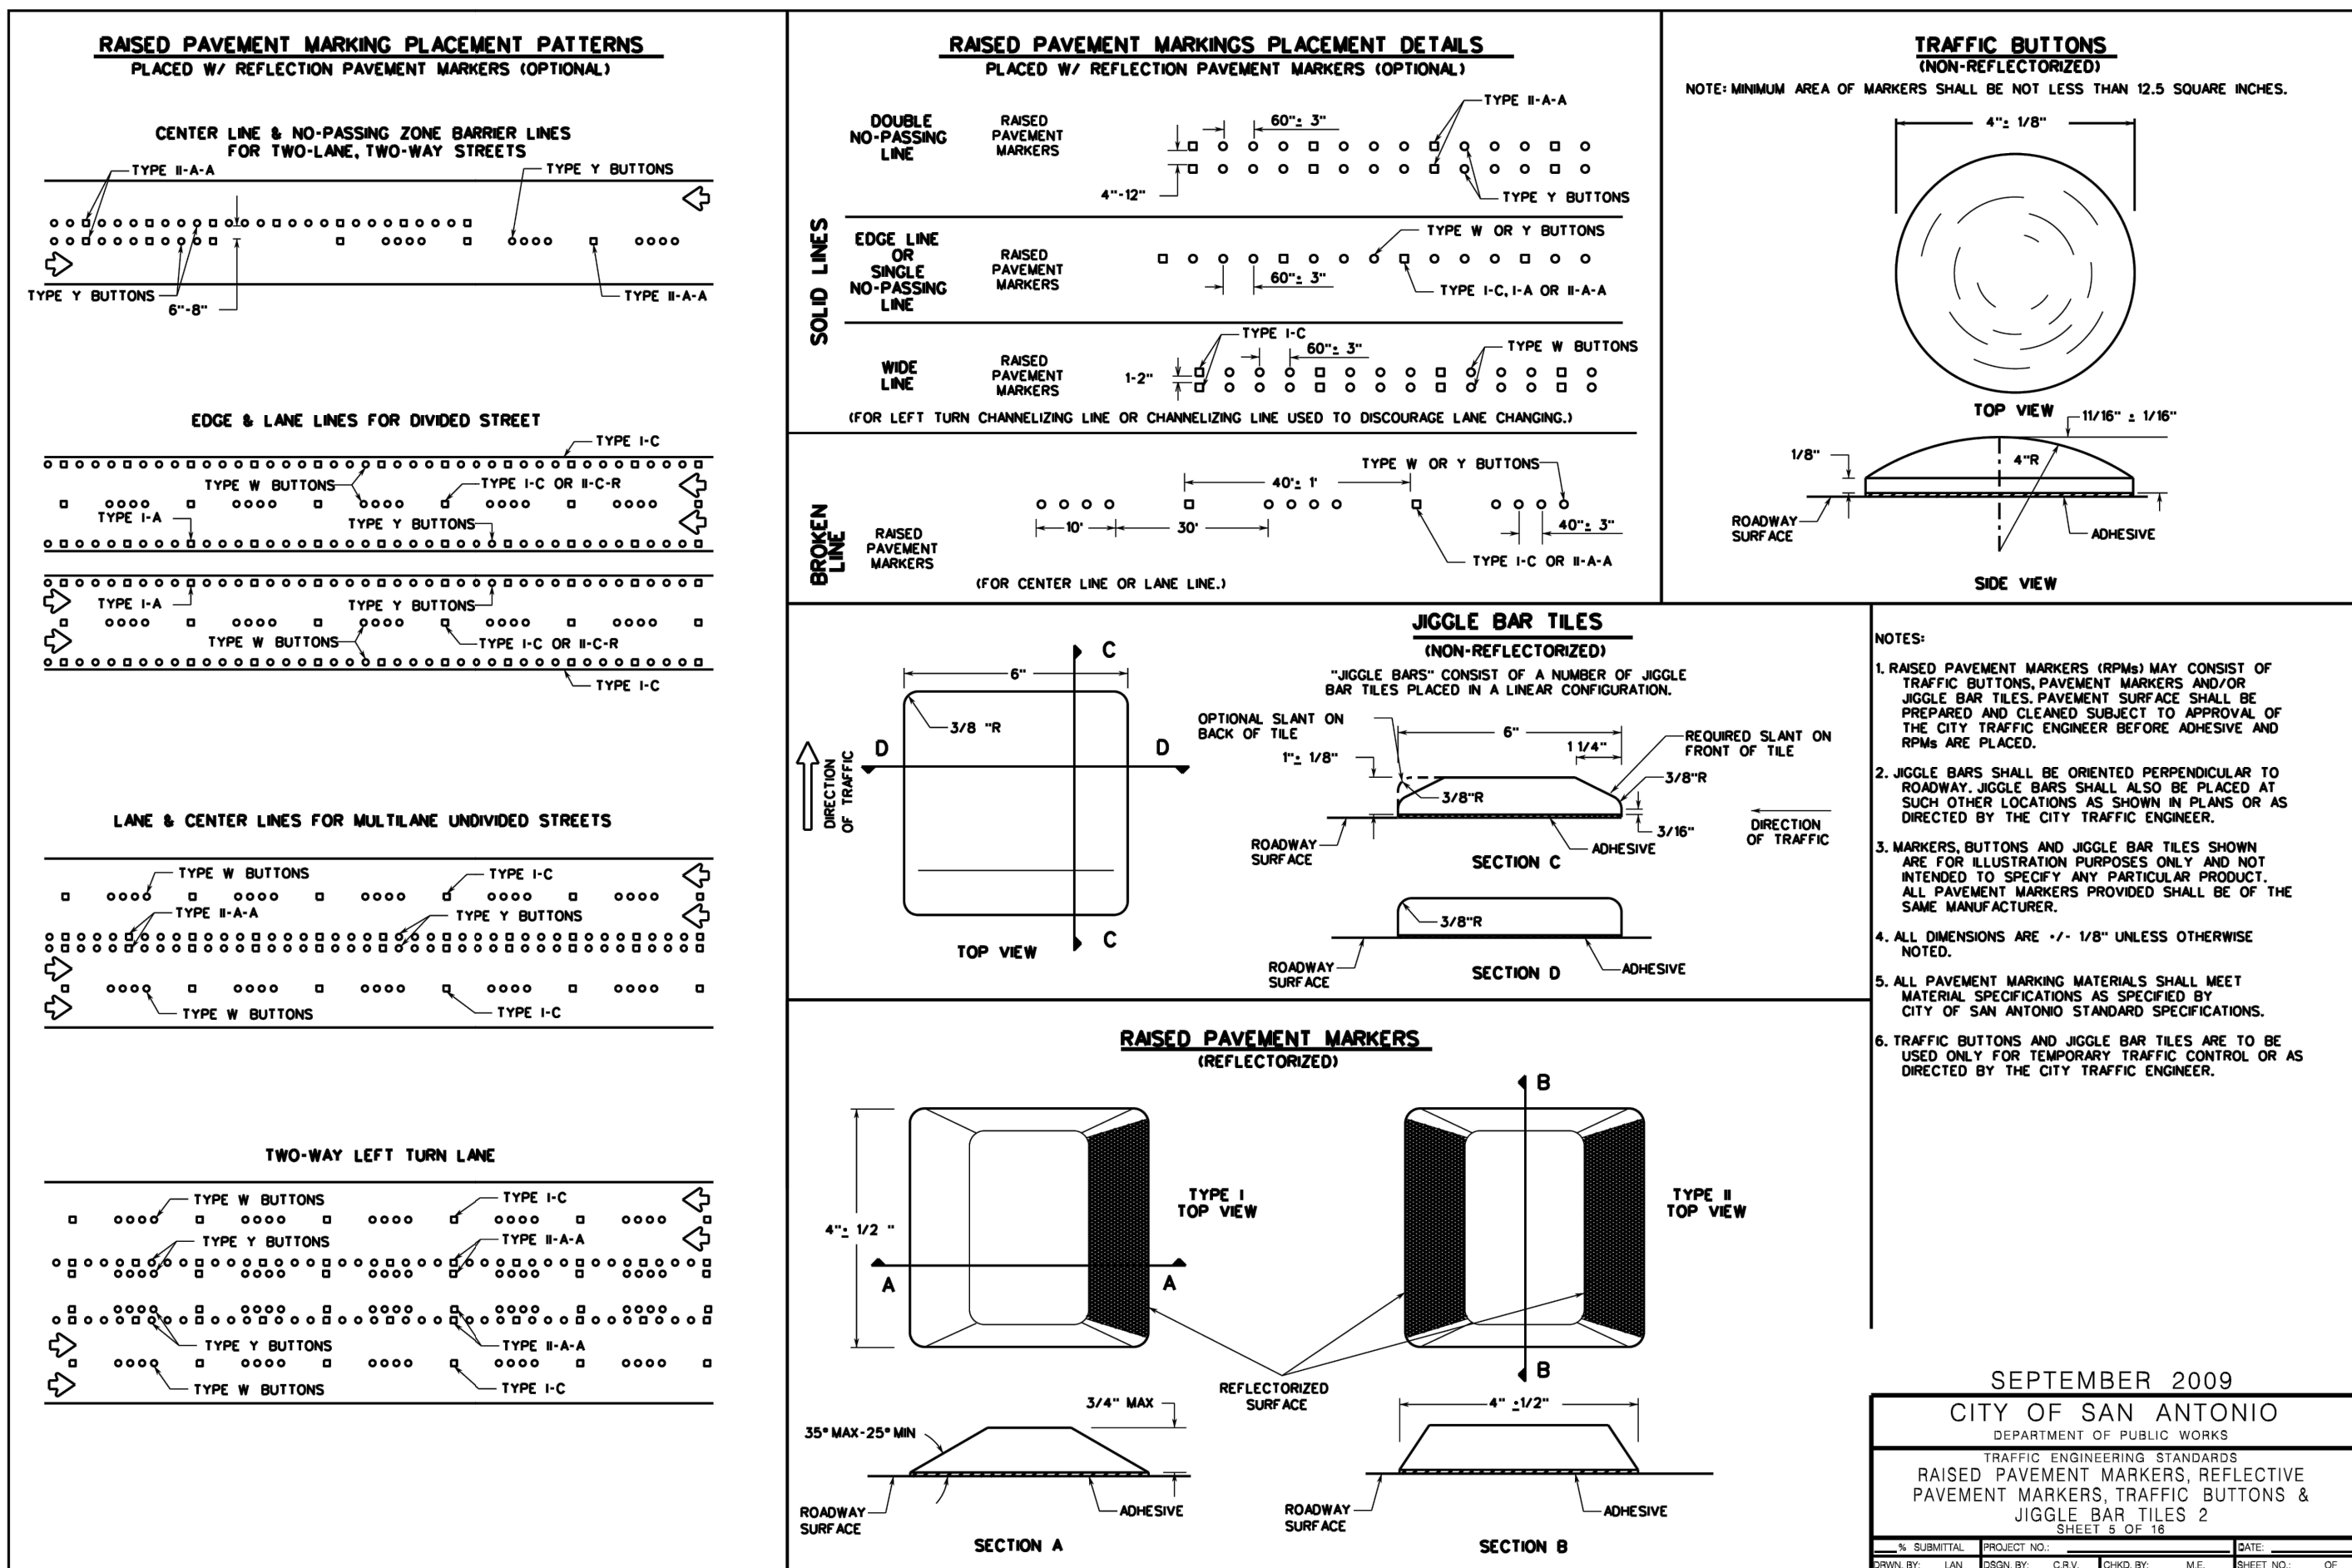 RAISED PAVEMENT MARKING PLACEMENT PATTERNS
PLACED W/ REFLECTION PAVEMENT MARKERS (OPTIONAL)
CENTER LINE & NO-PASSING ZONE BARRIER LINES
FOR TWO-LANE, TWO-WAY STREETS
TYPE II-A-A
TYPE Y BUTTONS
TYPE Y BUTTONS
6"-8"
TYPE II-A-A
EDGE & LANE LINES FOR DIVIDED STREET
TYPE I-C
TYPE W BUTTONS
TYPE I-C OR II-C-R
TYPE I-A
TYPE Y BUTTONS
TYPE I-A
TYPE Y BUTTONS
TYPE W BUTTONS
TYPE I-C OR II-C-R
TYPE I-C
LANE & CENTER LINES FOR MULTILANE UNDIVIDED STREETS
TYPE W BUTTONS
TYPE I-C
TYPE II-A-A
TYPE Y BUTTONS
TYPE W BUTTONS
TYPE I-C
TWO-WAY LEFT TURN LANE
TYPE W BUTTONS
TYPE I-C
TYPE Y BUTTONS
TYPE II-A-A
TYPE Y BUTTONS
TYPE II-A-A
TYPE W BUTTONS
TYPE I-C
RAISED PAVEMENT MARKINGS PLACEMENT DETAILS
PLACED W/ REFLECTION PAVEMENT MARKERS (OPTIONAL)
SOLID LINES
DOUBLE
NO-PASSING
LINE
RAISED
PAVEMENT
MARKERS
60"± 3"
TYPE II-A-A
4"-12"
TYPE Y BUTTONS
EDGE LINE
OR
SINGLE
NO-PASSING
LINE
RAISED
PAVEMENT
MARKERS
TYPE W OR Y BUTTONS
60"± 3"
TYPE I-C, I-A OR II-A-A
WIDE
LINE
RAISED
PAVEMENT
MARKERS
1-2"
TYPE I-C
60"± 3"
TYPE W BUTTONS
(FOR LEFT TURN CHANNELIZING LINE OR CHANNELIZING LINE USED TO DISCOURAGE LANE CHANGING.)
BROKEN
LINE
RAISED
PAVEMENT
MARKERS
TYPE W OR Y BUTTONS
40'± 1'
10'
30'
40"± 3"
TYPE I-C OR II-A-A
(FOR CENTER LINE OR LANE LINE.)
TRAFFIC BUTTONS
(NON-REFLECTORIZED)
NOTE: MINIMUM AREA OF MARKERS SHALL BE NOT LESS THAN 12.5 SQUARE INCHES.
4"± 1/8"
TOP VIEW
11/16" ± 1/16"
1/8"
4"R
ROADWAY
SURFACE
ADHESIVE
SIDE VIEW
JIGGLE BAR TILES
(NON-REFLECTORIZED)
"JIGGLE BARS" CONSIST OF A NUMBER OF JIGGLE
BAR TILES PLACED IN A LINEAR CONFIGURATION.
C
6"
3/8 "R
D
D
DIRECTION
OF TRAFFIC
C
TOP VIEW
OPTIONAL SLANT ON
BACK OF TILE
6"
1 1/4"
REQUIRED SLANT ON
FRONT OF TILE
1"± 1/8"
3/8"R
3/8"R
3/16"
DIRECTION
OF TRAFFIC
ROADWAY
SURFACE
ADHESIVE
SECTION C
3/8"R
ROADWAY
SURFACE
ADHESIVE
SECTION D
RAISED PAVEMENT MARKERS
(REFLECTORIZED)
4"± 1/2 "
TYPE I
TOP VIEW
A
A
B
TYPE II
TOP VIEW
B
REFLECTORIZED
SURFACE
35° MAX-25° MIN
3/4" MAX
ROADWAY
SURFACE
ADHESIVE
SECTION A
4" ±1/2"
ROADWAY
SURFACE
ADHESIVE
SECTION B
NOTES:
1. RAISED PAVEMENT MARKERS (RPMs) MAY CONSIST OF
TRAFFIC BUTTONS, PAVEMENT MARKERS AND/OR
JIGGLE BAR TILES. PAVEMENT SURFACE SHALL BE
PREPARED AND CLEANED SUBJECT TO APPROVAL OF
THE CITY TRAFFIC ENGINEER BEFORE ADHESIVE AND
RPMs ARE PLACED.
2. JIGGLE BARS SHALL BE ORIENTED PERPENDICULAR TO
ROADWAY. JIGGLE BARS SHALL ALSO BE PLACED AT
SUCH OTHER LOCATIONS AS SHOWN IN PLANS OR AS
DIRECTED BY THE CITY TRAFFIC ENGINEER.
3. MARKERS, BUTTONS AND JIGGLE BAR TILES SHOWN
ARE FOR ILLUSTRATION PURPOSES ONLY AND NOT
INTENDED TO SPECIFY ANY PARTICULAR PRODUCT.
ALL PAVEMENT MARKERS PROVIDED SHALL BE OF THE
SAME MANUFACTURER.
4. ALL DIMENSIONS ARE +/- 1/8" UNLESS OTHERWISE
NOTED.
5. ALL PAVEMENT MARKING MATERIALS SHALL MEET
MATERIAL SPECIFICATIONS AS SPECIFIED BY
CITY OF SAN ANTONIO STANDARD SPECIFICATIONS.
6. TRAFFIC BUTTONS AND JIGGLE BAR TILES ARE TO BE
USED ONLY FOR TEMPORARY TRAFFIC CONTROL OR AS
DIRECTED BY THE CITY TRAFFIC ENGINEER.
SEPTEMBER 2009
CITY OF SAN ANTONIO
DEPARTMENT OF PUBLIC WORKS
TRAFFIC ENGINEERING STANDARDS
RAISED PAVEMENT MARKERS, REFLECTIVE
PAVEMENT MARKERS, TRAFFIC BUTTONS &
JIGGLE BAR TILES 2
SHEET 5 OF 16
% SUBMITTAL PROJECT NO.: DATE:
DRWN. BY: LAN DSGN. BY: C.R.V. CHKD. BY: M.F. SHEET NO.: OF